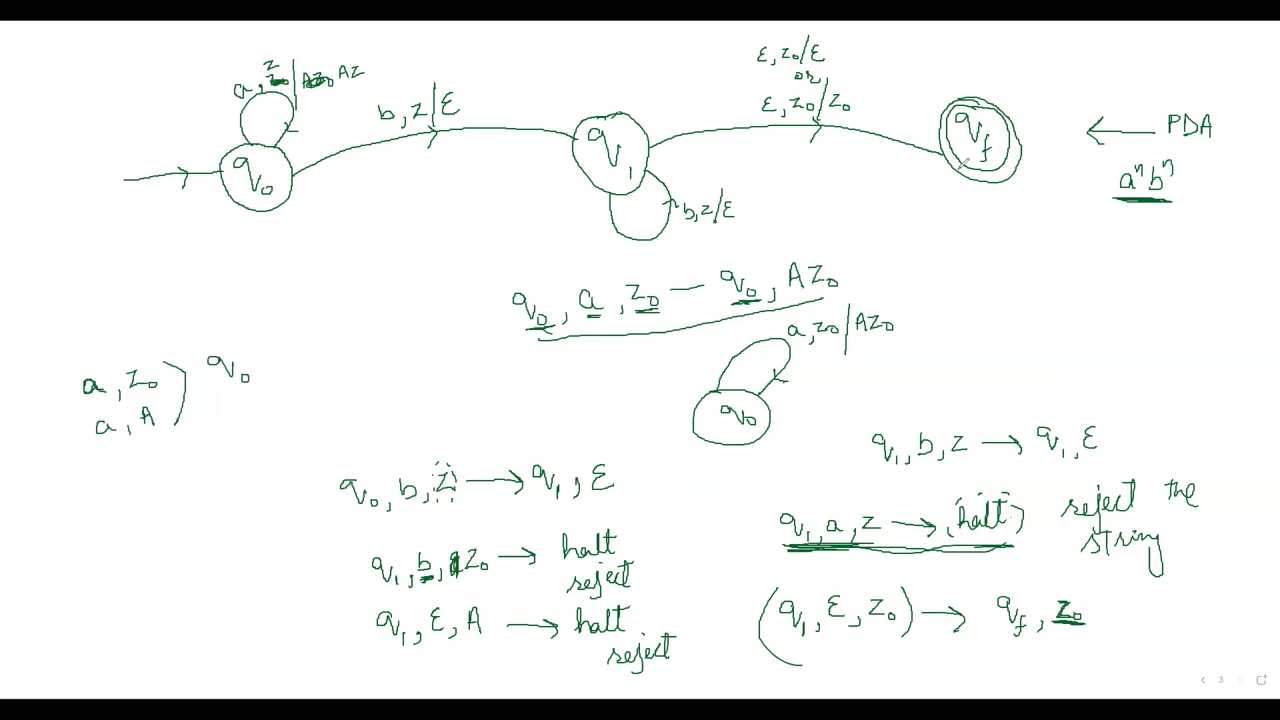 a, z | AZ
b, z | ε
ε, z₀/ε
or
ε, z₀/z₀
q₀
q₁
q_f
← PDA
aⁿbⁿ
b, z/ε
q₀, a, z₀ — q₀, AZ₀
a, z₀ | AZ₀
q₀
a, z₀
a, A
q₀
q₀, b, z → q₁, ε
q₁, b, z₀ → halt
reject
q₁, ε, A → halt
reject
q₁, b, z → q₁, ε
q₁, a, z → (halt) reject the
string
(q₁, ε, z₀) → q_f, z₀
3